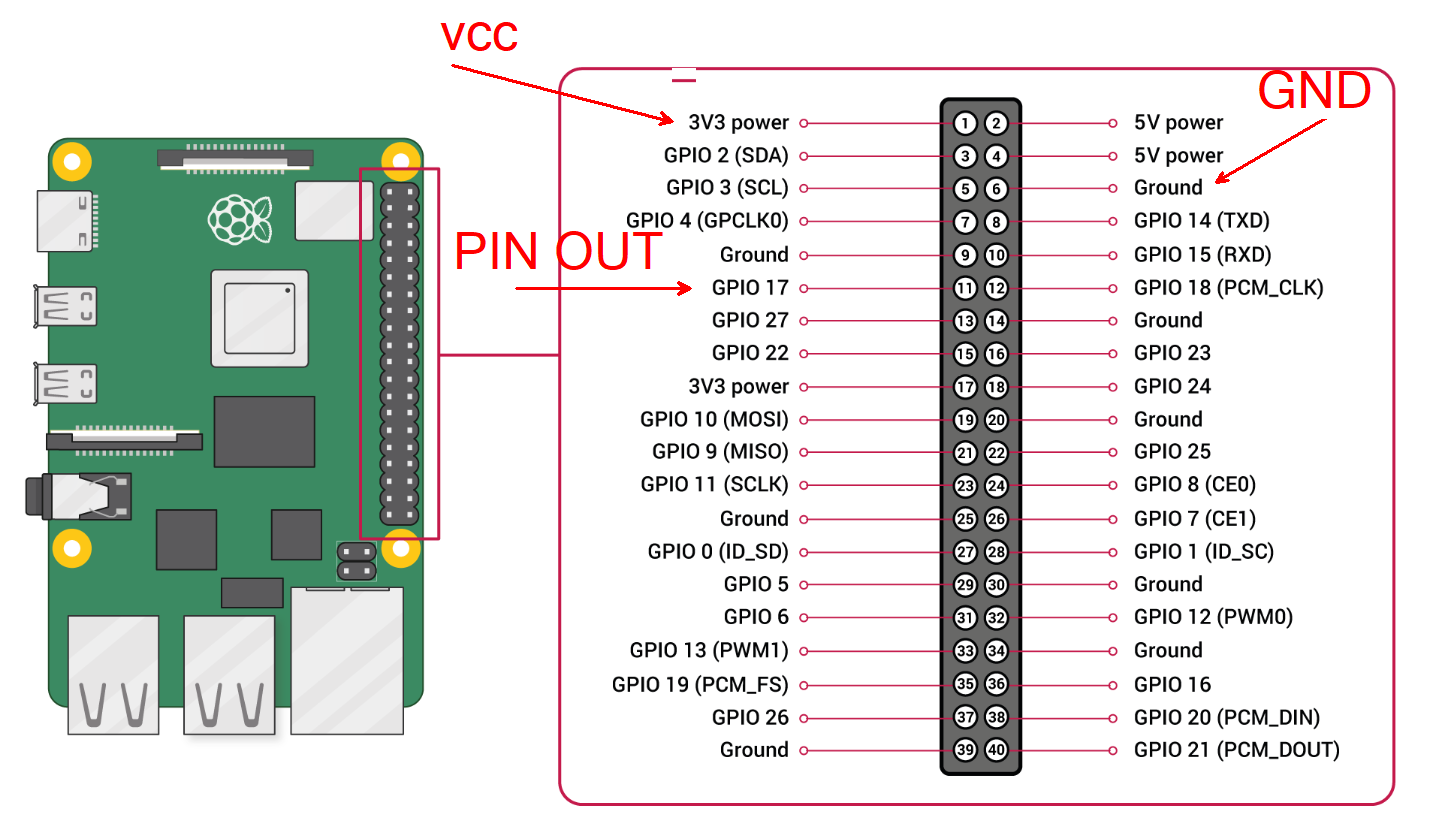 VCC
GND
3V3 power 1 2 5V power
GPIO 2 (SDA) 3 4 5V power
GPIO 3 (SCL) 5 6 Ground
GPIO 4 (GPCLK0) 7 8 GPIO 14 (TXD)
PIN OUT
Ground 9 10 GPIO 15 (RXD)
GPIO 17 11 12 GPIO 18 (PCM_CLK)
GPIO 27 13 14 Ground
GPIO 22 15 16 GPIO 23
3V3 power 17 18 GPIO 24
GPIO 10 (MOSI) 19 20 Ground
GPIO 9 (MISO) 21 22 GPIO 25
GPIO 11 (SCLK) 23 24 GPIO 8 (CE0)
Ground 25 26 GPIO 7 (CE1)
GPIO 0 (ID_SD) 27 28 GPIO 1 (ID_SC)
GPIO 5 29 30 Ground
GPIO 6 31 32 GPIO 12 (PWM0)
GPIO 13 (PWM1) 33 34 Ground
GPIO 19 (PCM_FS) 35 36 GPIO 16
GPIO 26 37 38 GPIO 20 (PCM_DIN)
Ground 39 40 GPIO 21 (PCM_DOUT)